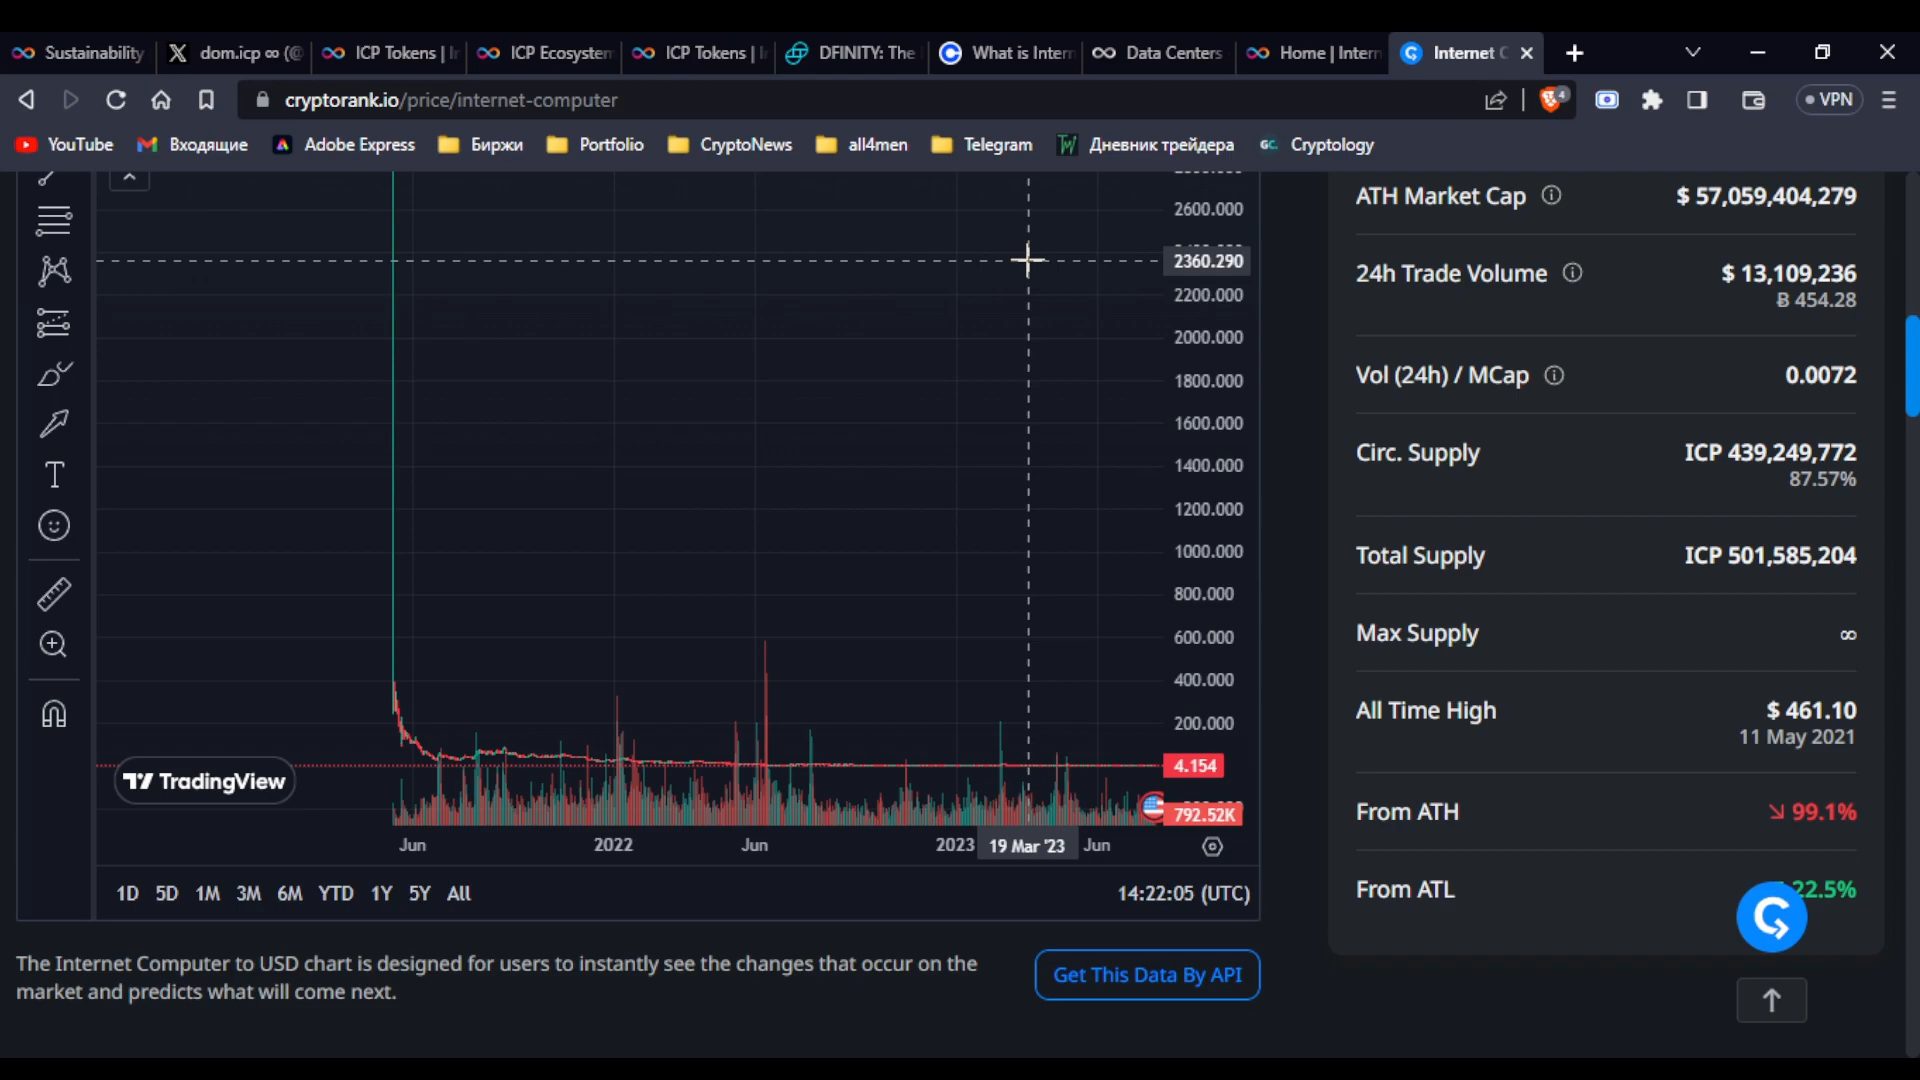 Sustainability
dom.icp ∞ (@
ICP Tokens | I
ICP Ecosystem
ICP Tokens | I
DFINITY: The
What is Intern
Data Centers
Home | Intern
Internet C
cryptorank.io/price/internet-computer
4
VPN
YouTube
Входящие
Adobe Express
Биржи
Portfolio
CryptoNews
all4men
Telegram
Дневник трейдера
GC.
Cryptology
2600.000
2360.290
2200.000
2000.000
1800.000
1600.000
1400.000
1200.000
1000.000
800.000
600.000
400.000
200.000
4.154
792.52K
TradingView
Jun
2022
Jun
2023
19 Mar '23
Jun
1D 5D 1M 3M 6M YTD 1Y 5Y All
14:22:05 (UTC)
The Internet Computer to USD chart is designed for users to instantly see the changes that occur on the
market and predicts what will come next.
Get This Data By API
ATH Market Cap $ 57,059,404,279
24h Trade Volume $ 13,109,236
Ƀ 454.28
Vol (24h) / MCap 0.0072
Circ. Supply ICP 439,249,772
87.57%
Total Supply ICP 501,585,204
Max Supply ∞
All Time High $ 461.10
11 May 2021
From ATH 99.1%
From ATL 22.5%